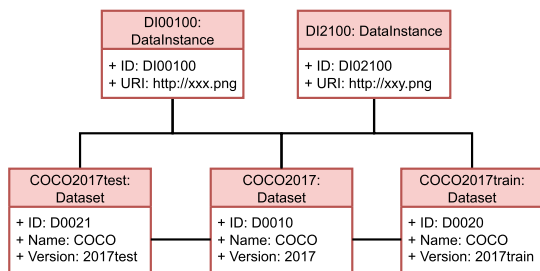 DI00100:
DataInstance
+ ID: DI00100
+ URI: http://xxx.png
DI2100: DataInstance
+ ID: DI02100
+ URI: http://xxy.png
COCO2017test:
Dataset
+ ID: D0021
+ Name: COCO
+ Version: 2017test
COCO2017:
Dataset
+ ID: D0010
+ Name: COCO
+ Version: 2017
COCO2017train:
Dataset
+ ID: D0020
+ Name: COCO
+ Version: 2017train